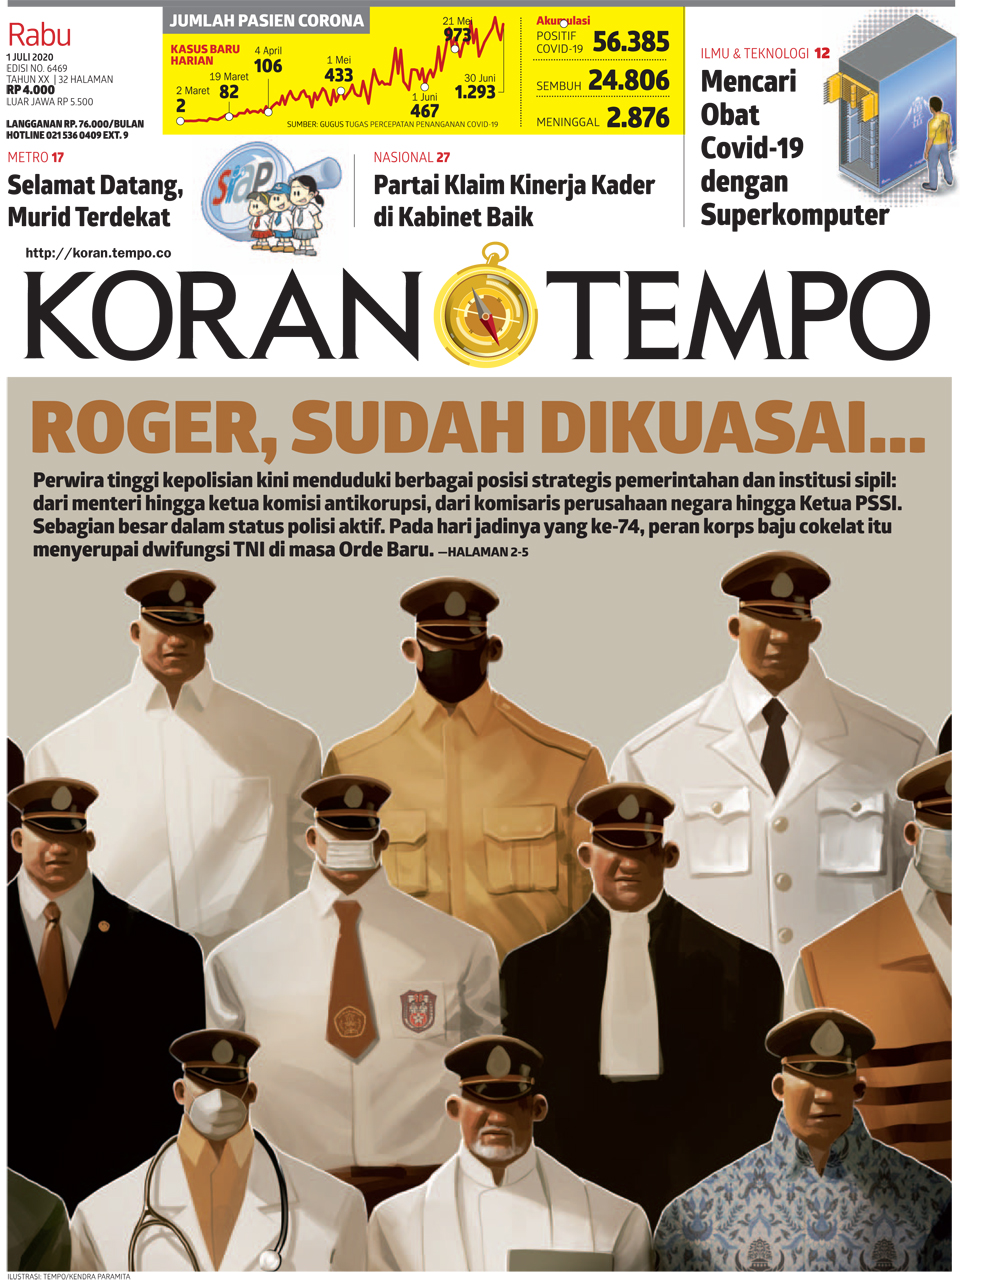 Rabu
1 JULI 2020
EDISI NO. 6469
TAHUN XX | 32 HALAMAN
RP 4.000
LUAR JAWA RP 5.500
LANGGANAN RP. 76.000/BULAN
HOTLINE 021 536 0409 EXT. 9
JUMLAH PASIEN CORONA
KASUS BARU
HARIAN
2 Maret
2
19 Maret
82
4 April
106
1 Mei
433
21 Mei
973
1 Juni
467
30 Juni
1.293
SUMBER: GUGUS TUGAS PERCEPATAN PENANGANAN COVID-19
Akumulasi
POSITIF
COVID-19 56.385
SEMBUH 24.806
MENINGGAL 2.876
ILMU & TEKNOLOGI 12
Mencari
Obat
Covid-19
dengan
Superkomputer
METRO 17
Selamat Datang,
Murid Terdekat
SIAP
NASIONAL 27
Partai Klaim Kinerja Kader
di Kabinet Baik
http://koran.tempo.co
KORAN TEMPO
ROGER, SUDAH DIKUASAI...
Perwira tinggi kepolisian kini menduduki berbagai posisi strategis pemerintahan dan institusi sipil:
dari menteri hingga ketua komisi antikorupsi, dari komisaris perusahaan negara hingga Ketua PSSI.
Sebagian besar dalam status polisi aktif. Pada hari jadinya yang ke-74, peran korps baju cokelat itu
menyerupai dwifungsi TNI di masa Orde Baru. —HALAMAN 2-5
ILUSTRASI: TEMPO/KENDRA PARAMITA